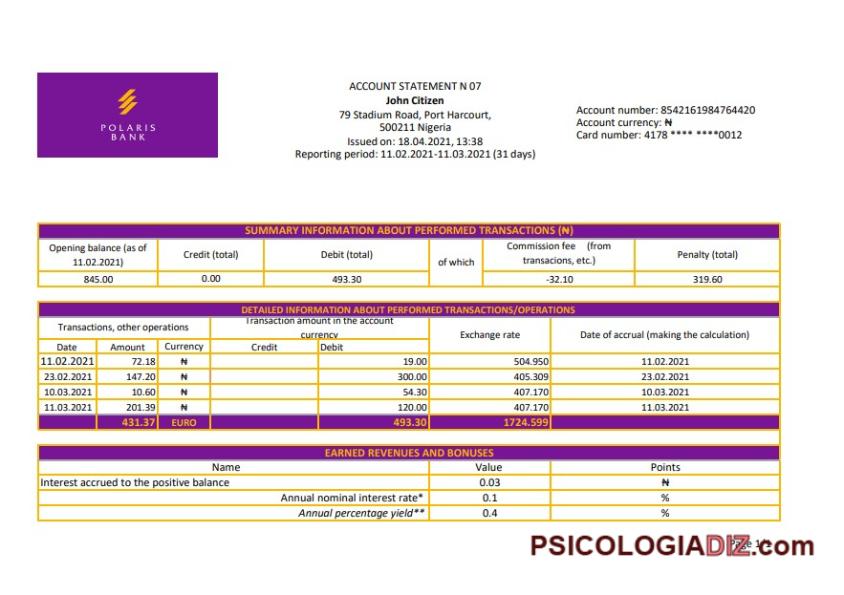 POLARIS
BANK
ACCOUNT STATEMENT N 07
John Citizen
79 Stadium Road, Port Harcourt,
500211 Nigeria
Issued on: 18.04.2021, 13:38
Reporting period: 11.02.2021-11.03.2021 (31 days)
Account number: 8542161984764420
Account currency: ₦
Card number: 4178 **** ****0012
SUMMARY INFORMATION ABOUT PERFORMED TRANSACTIONS (₦)
Opening balance (as of 11.02.2021) Credit (total) Debit (total) of which Commission fee (from transacions, etc.) Penalty (total)
845.00 0.00 493.30 -32.10 319.60
DETAILED INFORMATION ABOUT PERFORMED TRANSACTIONS/OPERATIONS
Transactions, other operations Transaction amount in the account currency Exchange rate Date of accrual (making the calculation)
Date Amount Currency Credit Debit
11.02.2021 72.18 ₦ 19.00 504.950 11.02.2021
23.02.2021 147.20 ₦ 300.00 405.309 23.02.2021
10.03.2021 10.60 ₦ 54.30 407.170 10.03.2021
11.03.2021 201.39 ₦ 120.00 407.170 11.03.2021
431.37 EURO 493.30 1724.599
EARNED REVENUES AND BONUSES
Name Value Points
Interest accrued to the positive balance 0.03 ₦
Annual nominal interest rate* 0.1 %
Annual percentage yield** 0.4 %
PSICOLOGIADIZ.com